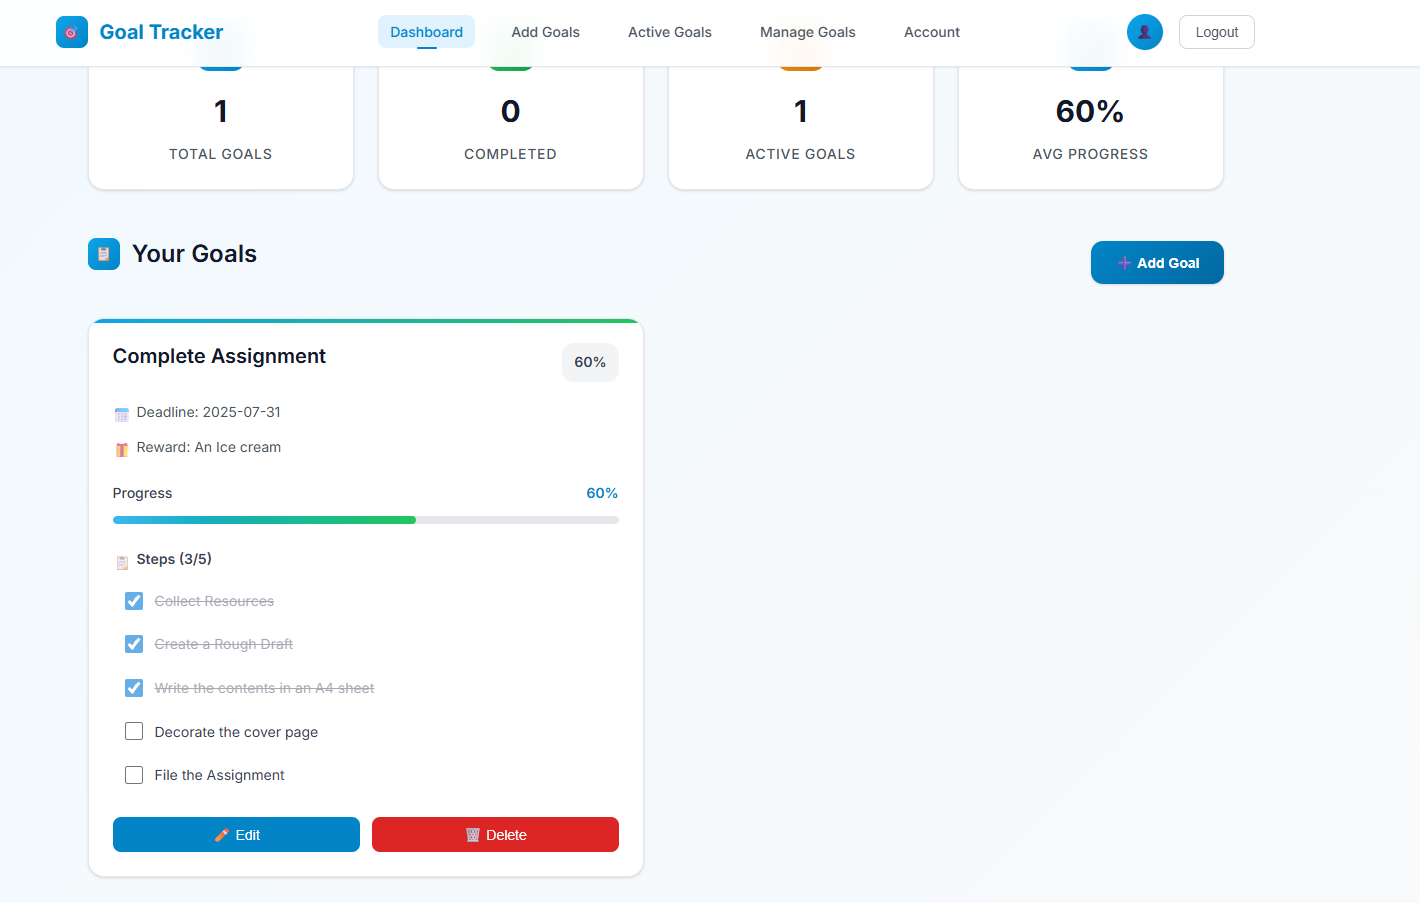 Goal Tracker
Dashboard
Add Goals
Active Goals
Manage Goals
Account
Logout
1
TOTAL GOALS
0
COMPLETED
1
ACTIVE GOALS
60%
AVG PROGRESS
Your Goals
Add Goal
Complete Assignment
60%
Deadline: 2025-07-31
Reward: An Ice cream
Progress
60%
Steps (3/5)
Collect Resources
Create a Rough Draft
Write the contents in an A4 sheet
Decorate the cover page
File the Assignment
Edit
Delete